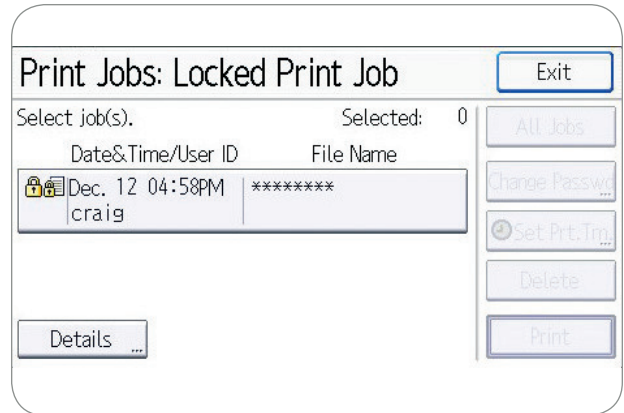 Print Jobs: Locked Print Job
Exit
Select job(s).
Selected: 0
Date&Time/User ID
File Name
Dec. 12 04:58PM
********
craig
All Jobs
Change Passwd
...
Set Prt.Tm.
...
Delete
Print
Details ...